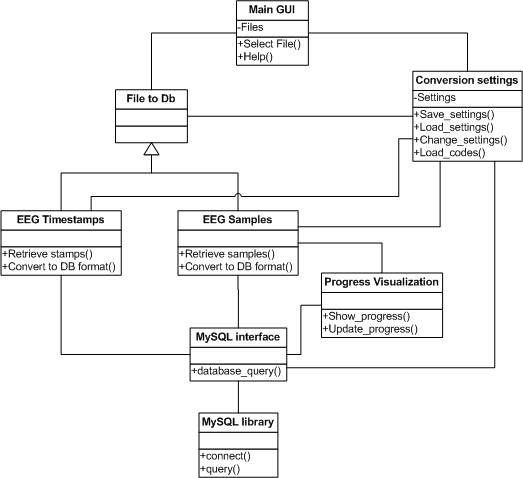 Main GUI
-Files
+Select File()
+Help()
Conversion settings
-Settings
+Save_settings()
+Load_settings()
+Change_settings()
+Load_codes()
File to Db
EEG Timestamps
+Retrieve stamps()
+Convert to DB format()
EEG Samples
+Retrieve samples()
+Convert to DB format()
Progress Visualization
+Show_progress()
+Update_progress()
MySQL interface
+database_query()
MySQL library
+connect()
+query()